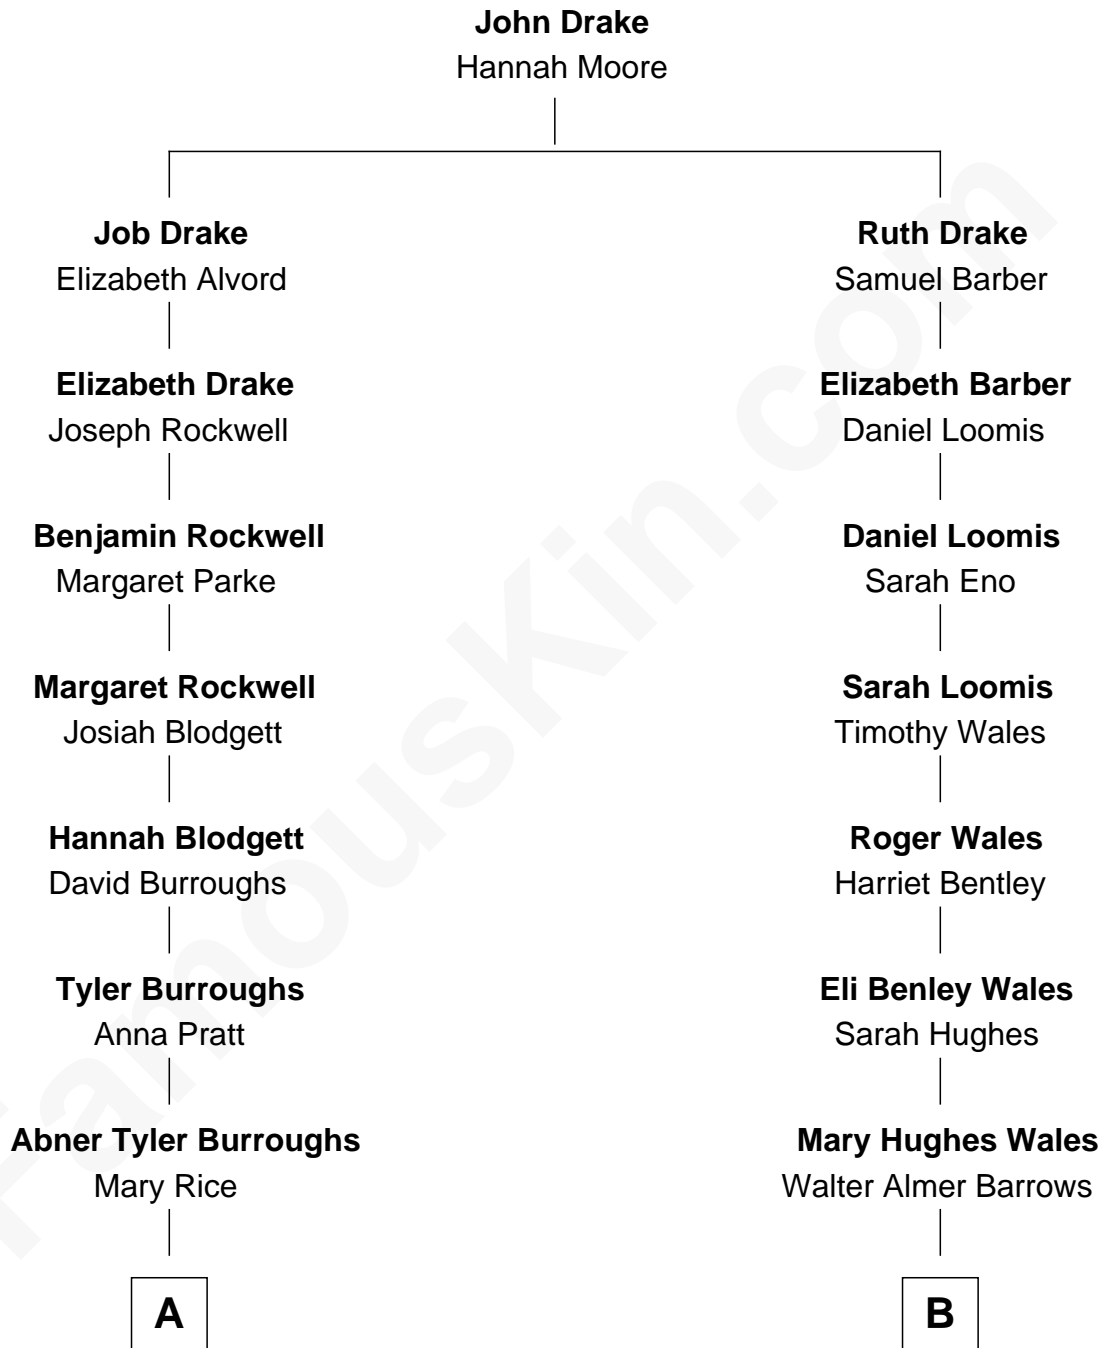 John Drake
Hannah Moore
Job Drake
Elizabeth Alvord
Ruth Drake
Samuel Barber
Elizabeth Drake
Joseph Rockwell
Elizabeth Barber
Daniel Loomis
Benjamin Rockwell
Margaret Parke
Daniel Loomis
Sarah Eno
Margaret Rockwell
Josiah Blodgett
Sarah Loomis
Timothy Wales
Hannah Blodgett
David Burroughs
Roger Wales
Harriet Bentley
Tyler Burroughs
Anna Pratt
Eli Benley Wales
Sarah Hughes
Abner Tyler Burroughs
Mary Rice
Mary Hughes Wales
Walter Almer Barrows
A
B
FamousKin.com